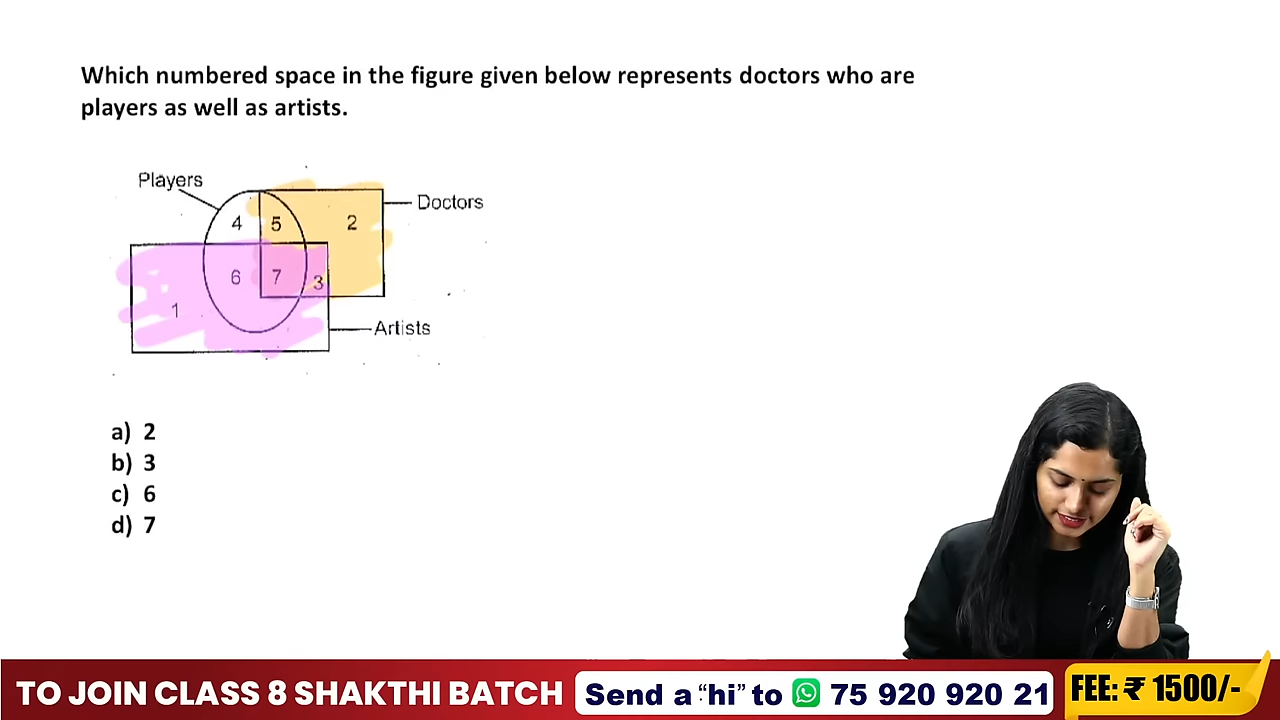 Which numbered space in the figure given below represents doctors who are
players as well as artists.
Players
Doctors
4 5 2
6 7 3
1
Artists
a) 2
b) 3
c) 6
d) 7
TO JOIN CLASS 8 SHAKTHI BATCH Send a “hi” to 75 920 920 21 FEE: ₹ 1500/-